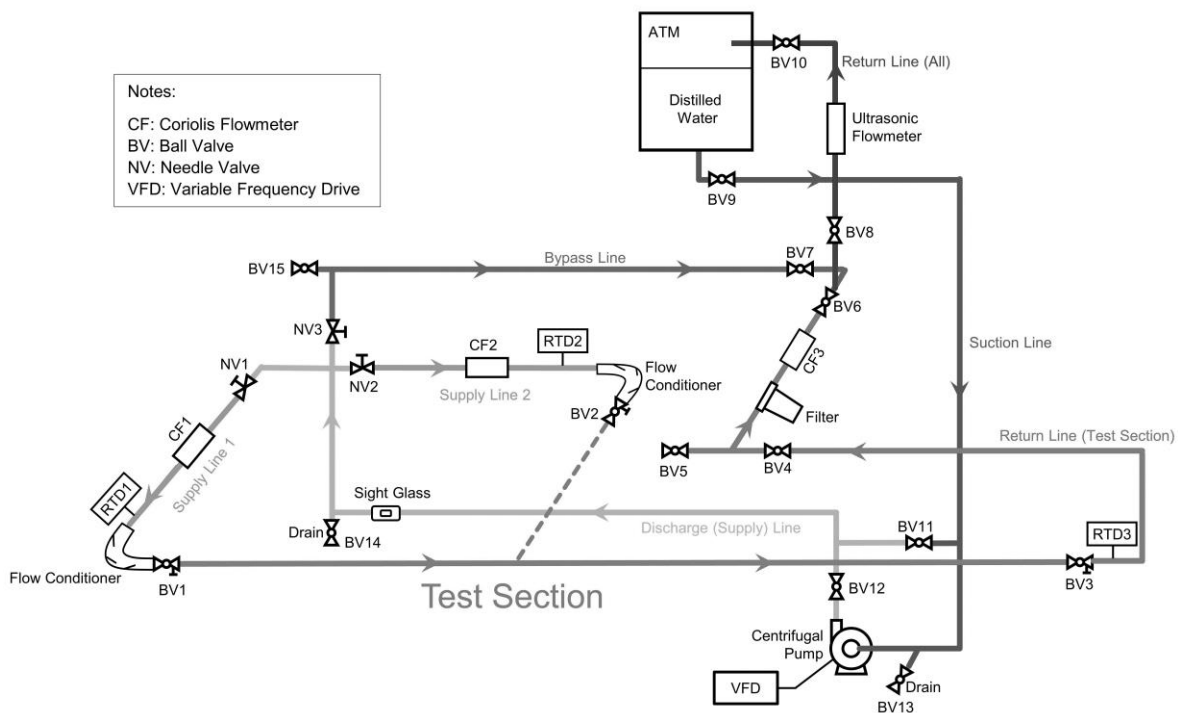 ATM
BV10
Return Line (All)
Notes:
CF: Coriolis Flowmeter
BV: Ball Valve
NV: Needle Valve
VFD: Variable Frequency Drive
Distilled
Water
Ultrasonic
Flowmeter
BV9
BV8
BV15
Bypass Line
BV7
BV6
NV3
CF2
RTD2
CF3
Suction Line
NV1
NV2
Flow
Conditioner
Supply Line 2
BV2
Filter
CF1
Supply Line 1
Return Line (Test Section)
BV5
BV4
RTD1
Sight Glass
Drain
BV14
Discharge (Supply) Line
BV11
RTD3
Flow Conditioner
BV1
BV3
Test Section
BV12
Centrifugal
Pump
VFD
Drain
BV13